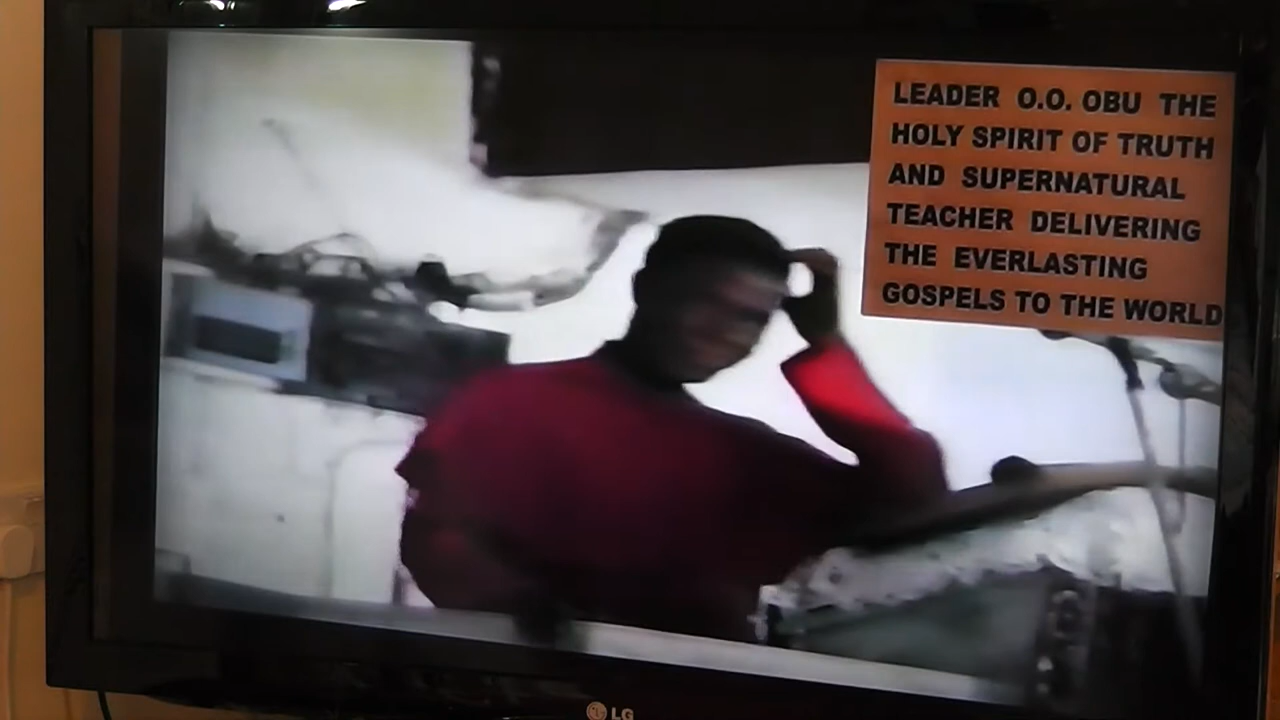 LEADER O.O. OBU THE
HOLY SPIRIT OF TRUTH
AND SUPERNATURAL
TEACHER DELIVERING
THE EVERLASTING
GOSPELS TO THE WORLD
LG